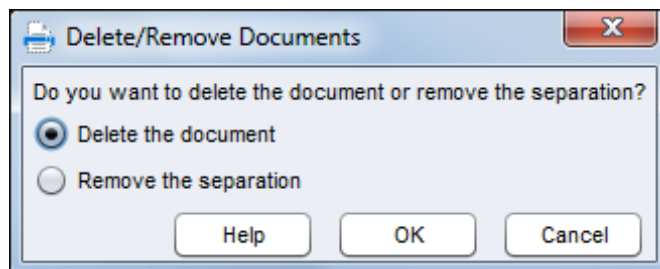 Delete/Remove Documents
Do you want to delete the document or remove the separation?
Delete the document
Remove the separation
Help OK Cancel